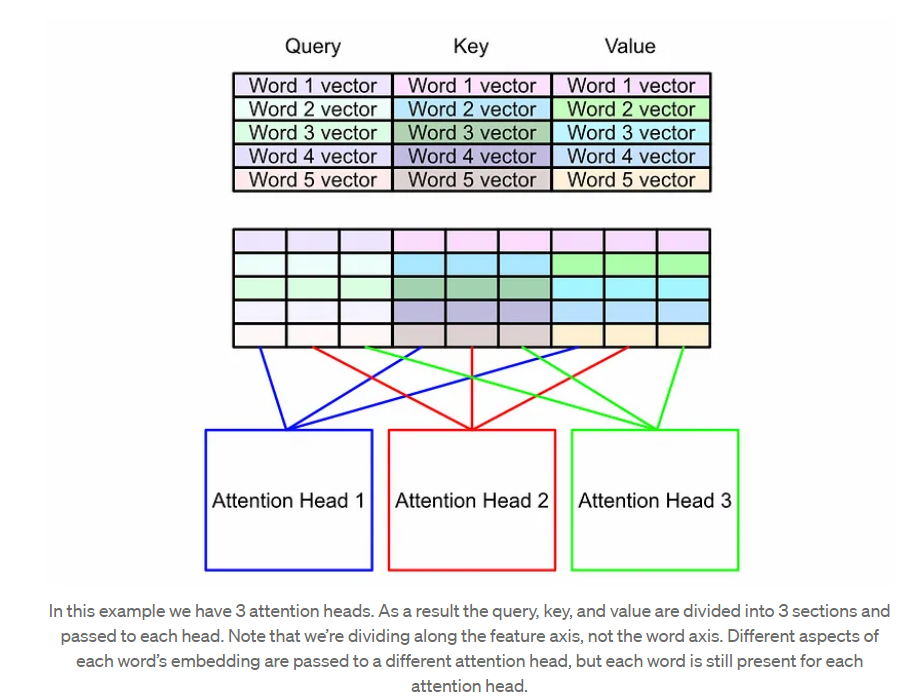 Query Key Value
Word 1 vector Word 1 vector Word 1 vector
Word 2 vector Word 2 vector Word 2 vector
Word 3 vector Word 3 vector Word 3 vector
Word 4 vector Word 4 vector Word 4 vector
Word 5 vector Word 5 vector Word 5 vector
Attention Head 1 Attention Head 2 Attention Head 3
In this example we have 3 attention heads. As a result the query, key, and value are divided into 3 sections and
passed to each head. Note that we’re dividing along the feature axis, not the word axis. Different aspects of
each word’s embedding are passed to a different attention head, but each word is still present for each
attention head.